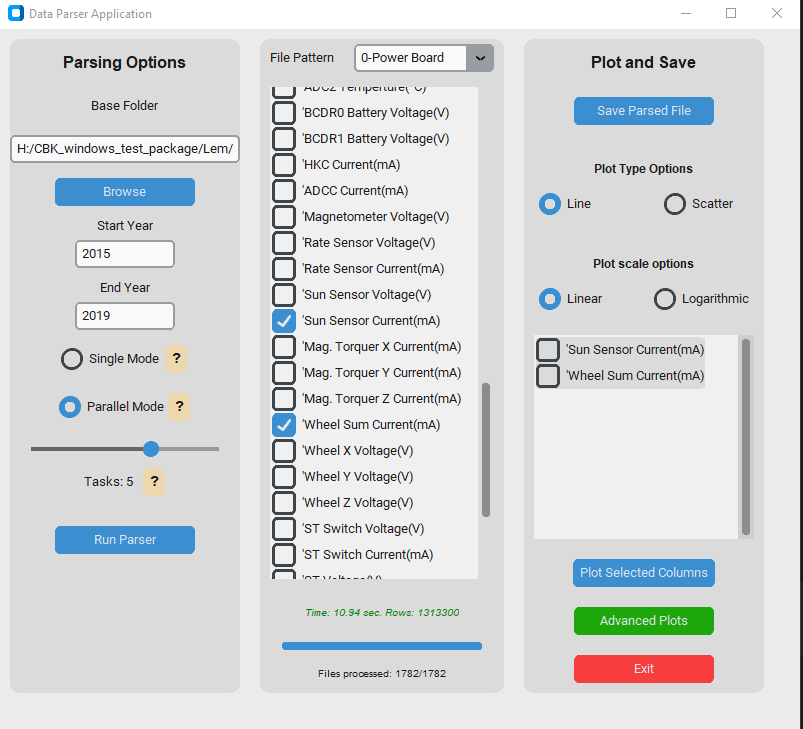 Data Parser Application
Parsing Options
Base Folder
H:/CBK_windows_test_package/Lem/
Browse
Start Year
2015
End Year
2019
Single Mode ?
Parallel Mode ?
Tasks: 5 ?
Run Parser
File Pattern 0-Power Board
'ADC2 Temperture(°C)
'BCDR0 Battery Voltage(V)
'BCDR1 Battery Voltage(V)
'HKC Current(mA)
'ADCC Current(mA)
'Magnetometer Voltage(V)
'Rate Sensor Voltage(V)
'Rate Sensor Current(mA)
'Sun Sensor Voltage(V)
'Sun Sensor Current(mA)
'Mag. Torquer X Current(mA)
'Mag. Torquer Y Current(mA)
'Mag. Torquer Z Current(mA)
'Wheel Sum Current(mA)
'Wheel X Voltage(V)
'Wheel Y Voltage(V)
'Wheel Z Voltage(V)
'ST Switch Voltage(V)
'ST Switch Current(mA)
'ST Voltage(V)
Time: 10.94 sec. Rows: 1313300
Files processed: 1782/1782
Plot and Save
Save Parsed File
Plot Type Options
Line Scatter
Plot scale options
Linear Logarithmic
'Sun Sensor Current(mA)
'Wheel Sum Current(mA)
Plot Selected Columns
Advanced Plots
Exit